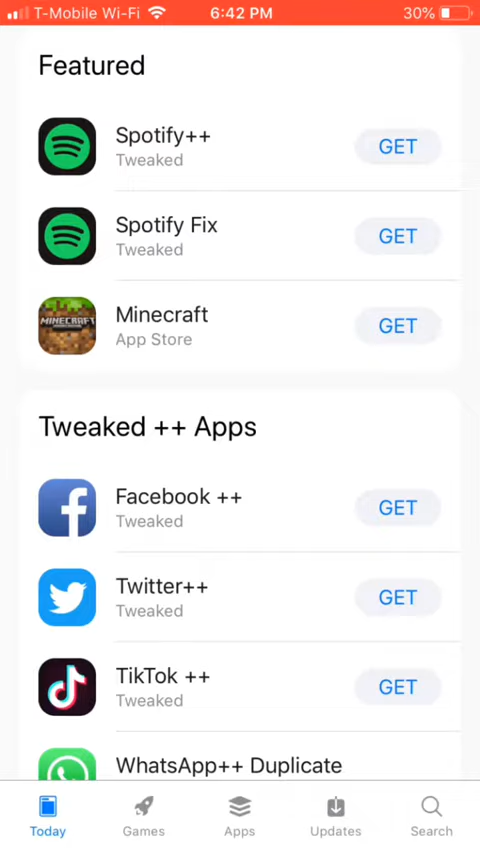 T-Mobile Wi-Fi 6:42 PM 30%
Featured
Spotify++
Tweaked
GET
Spotify Fix
Tweaked
GET
MINECRAFT
Minecraft
App Store
GET
Tweaked ++ Apps
Facebook ++
Tweaked
GET
Twitter++
Tweaked
GET
TikTok ++
Tweaked
GET
WhatsApp++ Duplicate
Today Games Apps Updates Search